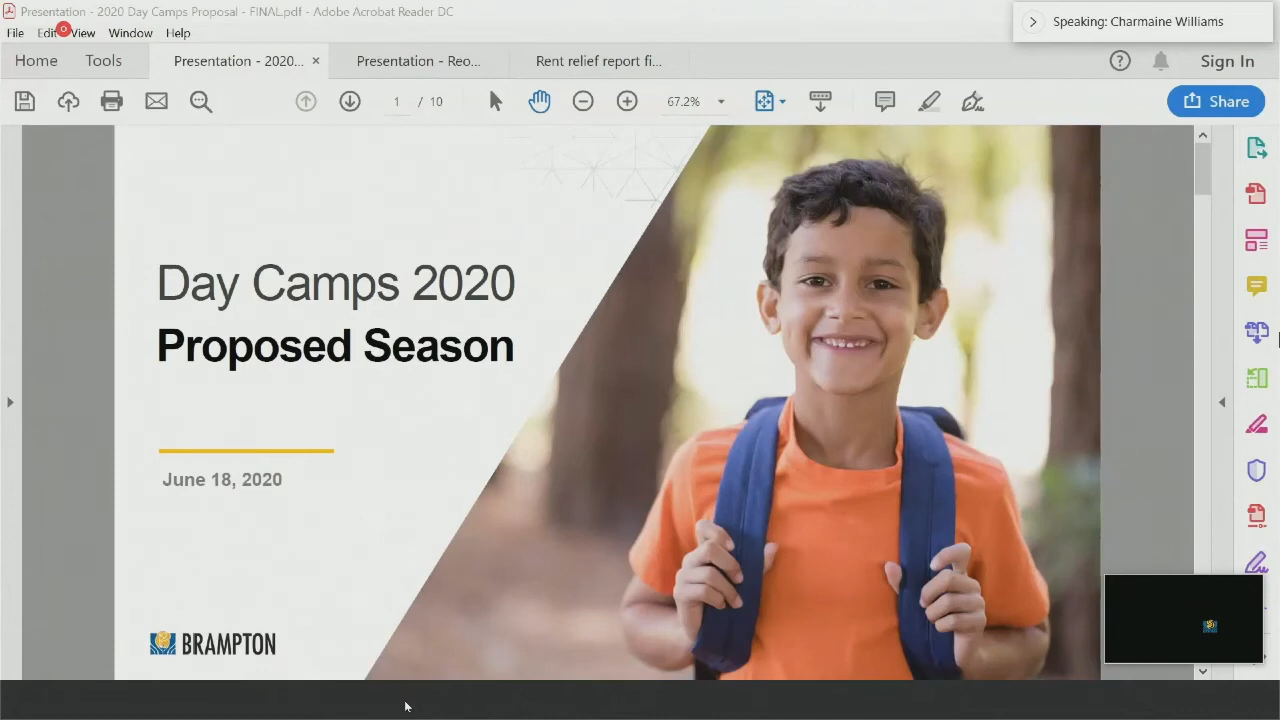 Presentation - 2020 Day Camps Proposal - FINAL.pdf - Adobe Acrobat Reader DC
Speaking: Charmaine Williams
File Edit View Window Help
Home Tools Presentation - 2020... × Presentation - Reo... Rent relief report fi... Sign In
1 / 10 67.2% Share
Day Camps 2020
Proposed Season
June 18, 2020
BRAMPTON